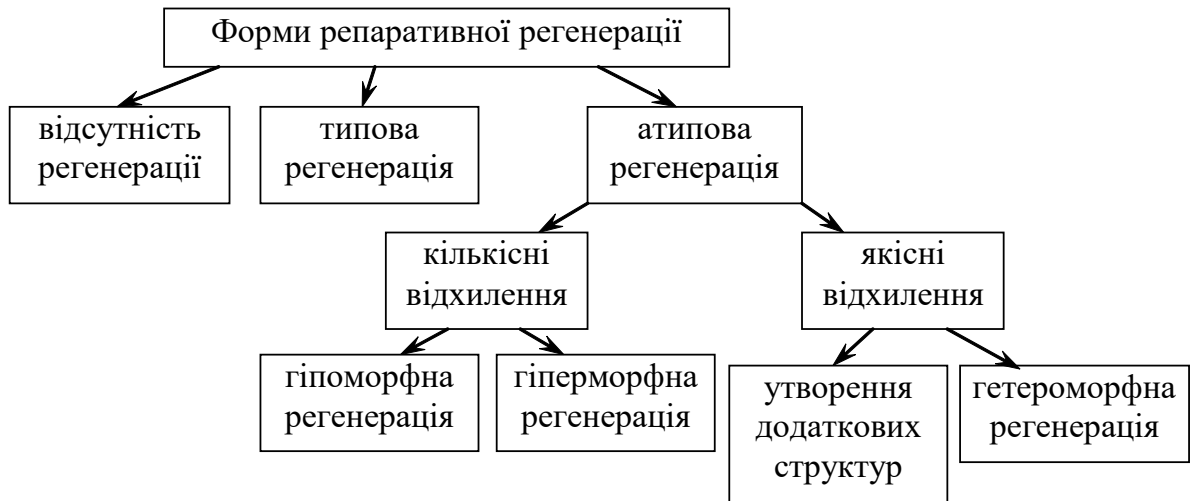 Форми репаративної регенерації
відсутність
регенерації
типова
регенерація
атипова
регенерація
кількісні
відхилення
якісні
відхилення
гіпоморфна
регенерація
гіперморфна
регенерація
утворення
додаткових
структур
гетероморфна
регенерація